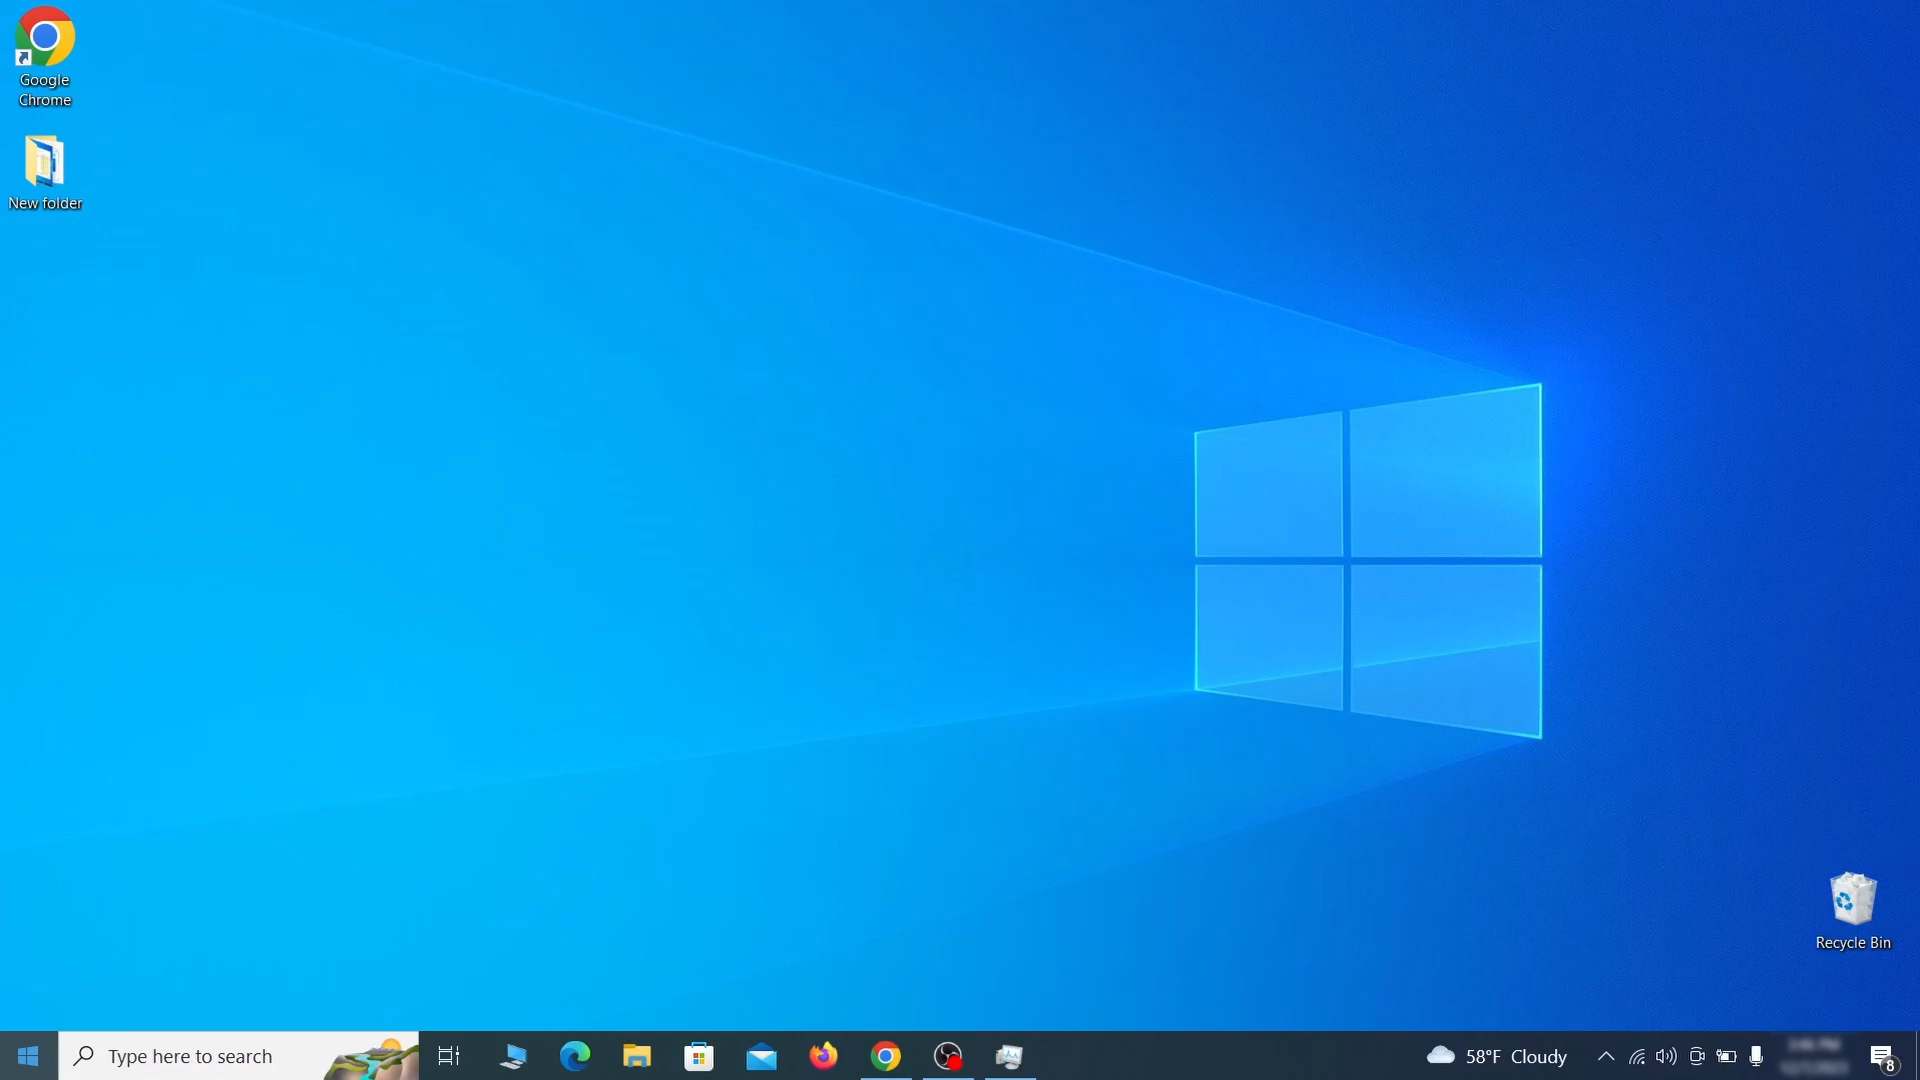 Google
Chrome
New folder
Recycle Bin
Type here to search
58°F Cloudy
8